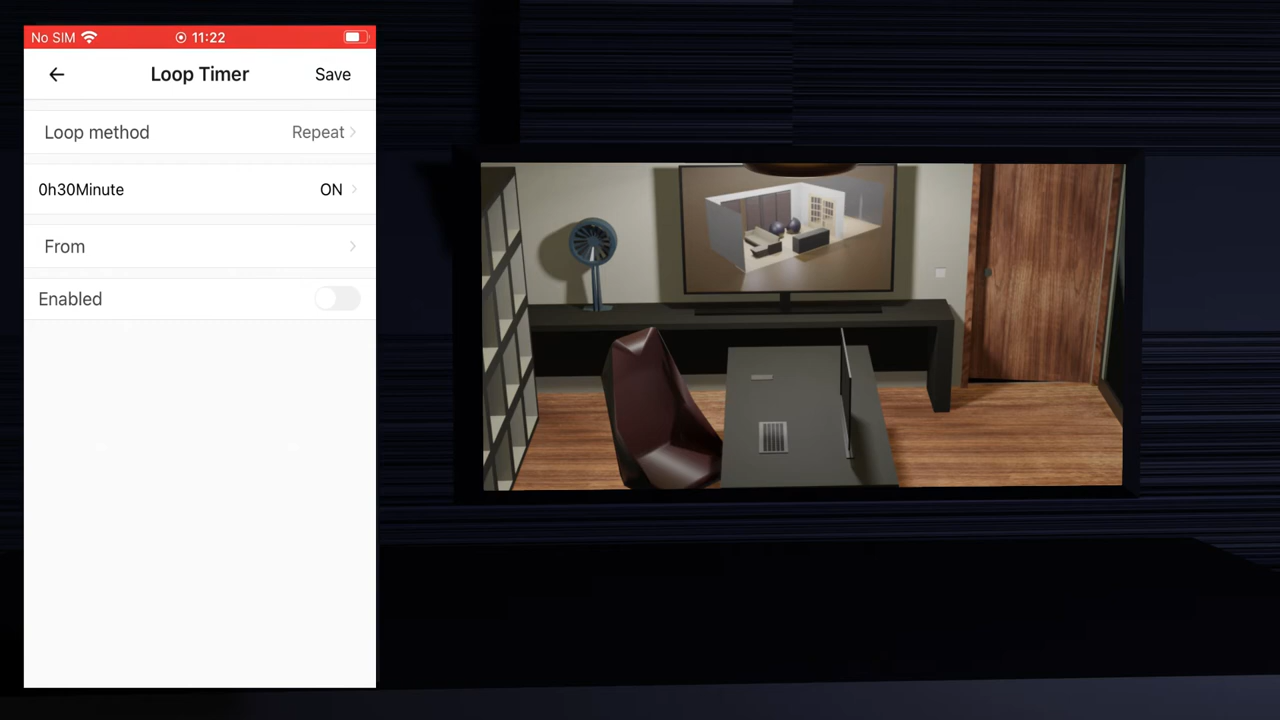 No SIM 11:22
Loop Timer Save
Loop method Repeat
0h30Minute ON
From
Enabled